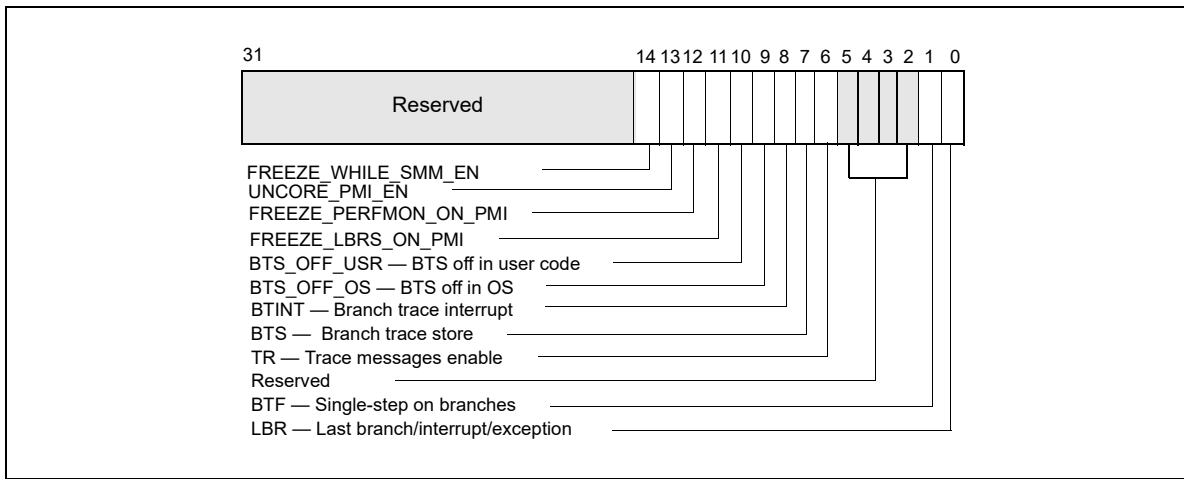 31 14 13 12 11 10 9 8 7 6 5 4 3 2 1 0
Reserved
FREEZE_WHILE_SMM_EN
UNCORE_PMI_EN
FREEZE_PERFMON_ON_PMI
FREEZE_LBRS_ON_PMI
BTS_OFF_USR — BTS off in user code
BTS_OFF_OS — BTS off in OS
BTINT — Branch trace interrupt
BTS — Branch trace store
TR — Trace messages enable
Reserved
BTF — Single-step on branches
LBR — Last branch/interrupt/exception